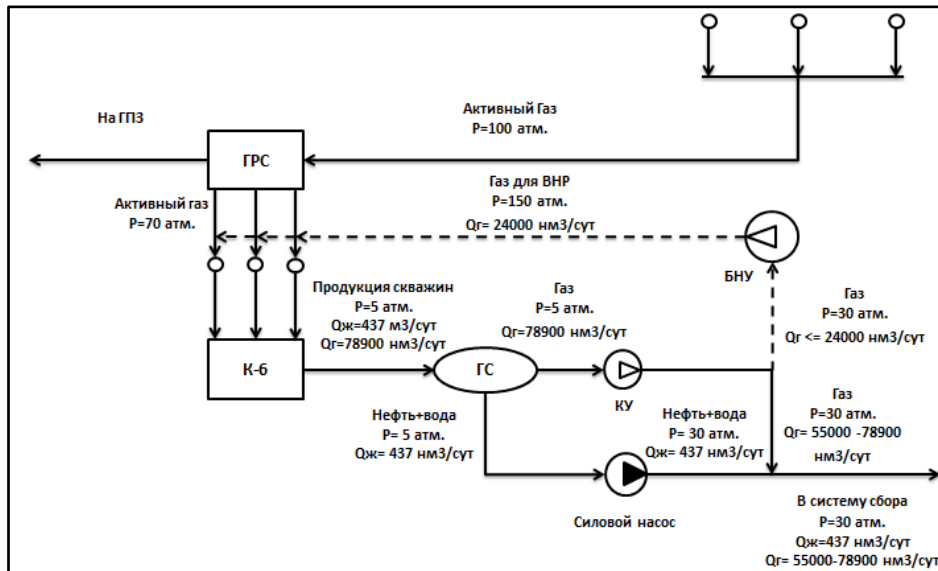 На ГПЗ
Активный Газ
P=100 атм.
ГРС
Активный газ
P=70 атм.
Газ для ВНР
P=150 атм.
Qг= 24000 нм3/сут
БНУ
Продукция скважин
P=5 атм.
Qж=437 м3/сут
Qг=78900 нм3/сут
Газ
P=5 атм.
Qг=78900 нм3/сут
Газ
P=30 атм.
Qг <= 24000 нм3/сут
К-6
ГС
КУ
Нефть+вода
P= 5 атм.
Qж= 437 нм3/сут
Нефть+вода
P= 30 атм.
Qж= 437 нм3/сут
Газ
P=30 атм.
Qг= 55000 -78900
нм3/сут
Силовой насос
В систему сбора
P=30 атм.
Qж=437 нм3/сут
Qг= 55000-78900 нм3/сут